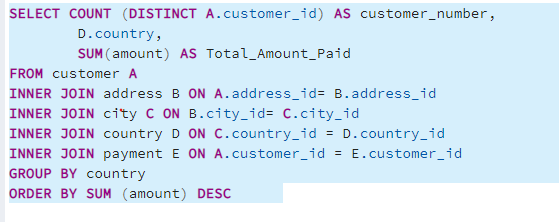 SELECT COUNT (DISTINCT A.customer_id) AS customer_number,
D.country,
SUM(amount) AS Total_Amount_Paid
FROM customer A
INNER JOIN address B ON A.address_id= B.address_id
INNER JOIN city C ON B.city_id= C.city_id
INNER JOIN country D ON C.country_id = D.country_id
INNER JOIN payment E ON A.customer_id = E.customer_id
GROUP BY country
ORDER BY SUM (amount) DESC